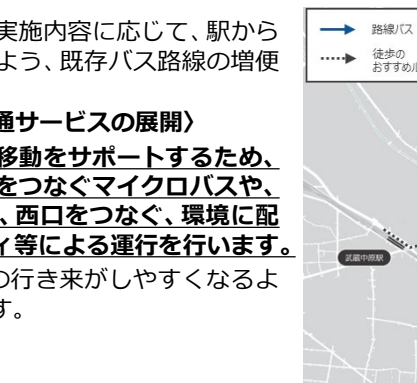 実施内容に応じて、駅から
よう、既存バス路線の増便
通サービスの展開〉
移動をサポートするため、
をつなぐマイクロバスや、
、西口をつなぐ、環境に配
ィ等による運行を行います。
の行き来がしやすくなるよ
す。
路線バス
徒歩の
おすすめル
武蔵中原駅